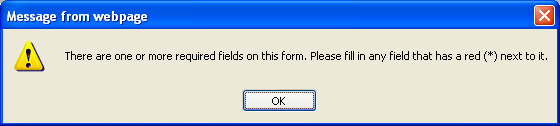 Message from webpage
There are one or more required fields on this form. Please fill in any field that has a red (*) next to it.
OK